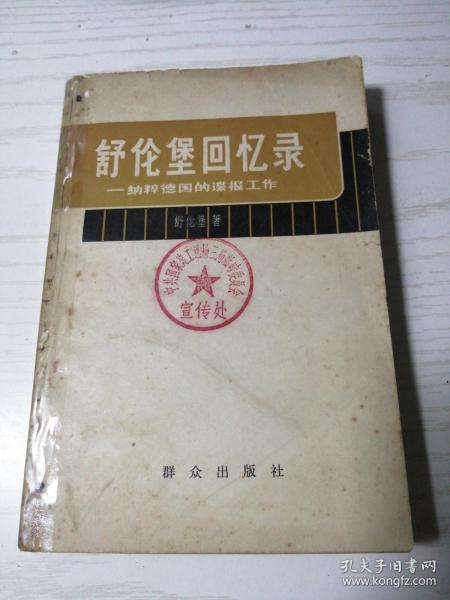 舒伦堡回忆录
—纳粹德国的谍报工作
舒伦堡 著
宣传处
群众出版社
孔夫子旧书网
www.kongfz.com